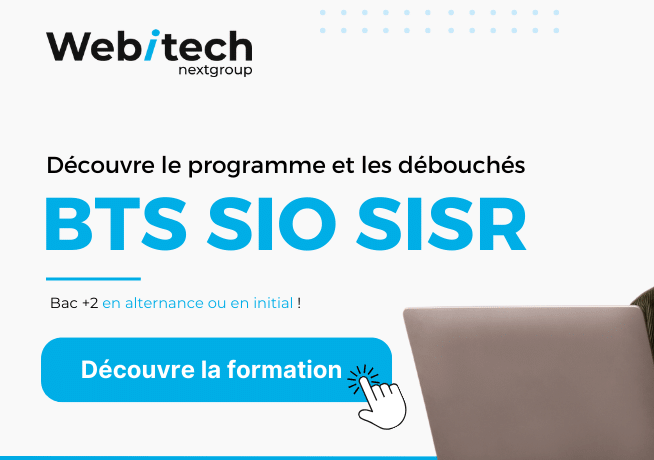 Webitech
nextgroup
Découvre le programme et les débouchés
BTS SIO SISR
Bac +2 en alternance ou en initial !
Découvre la formation